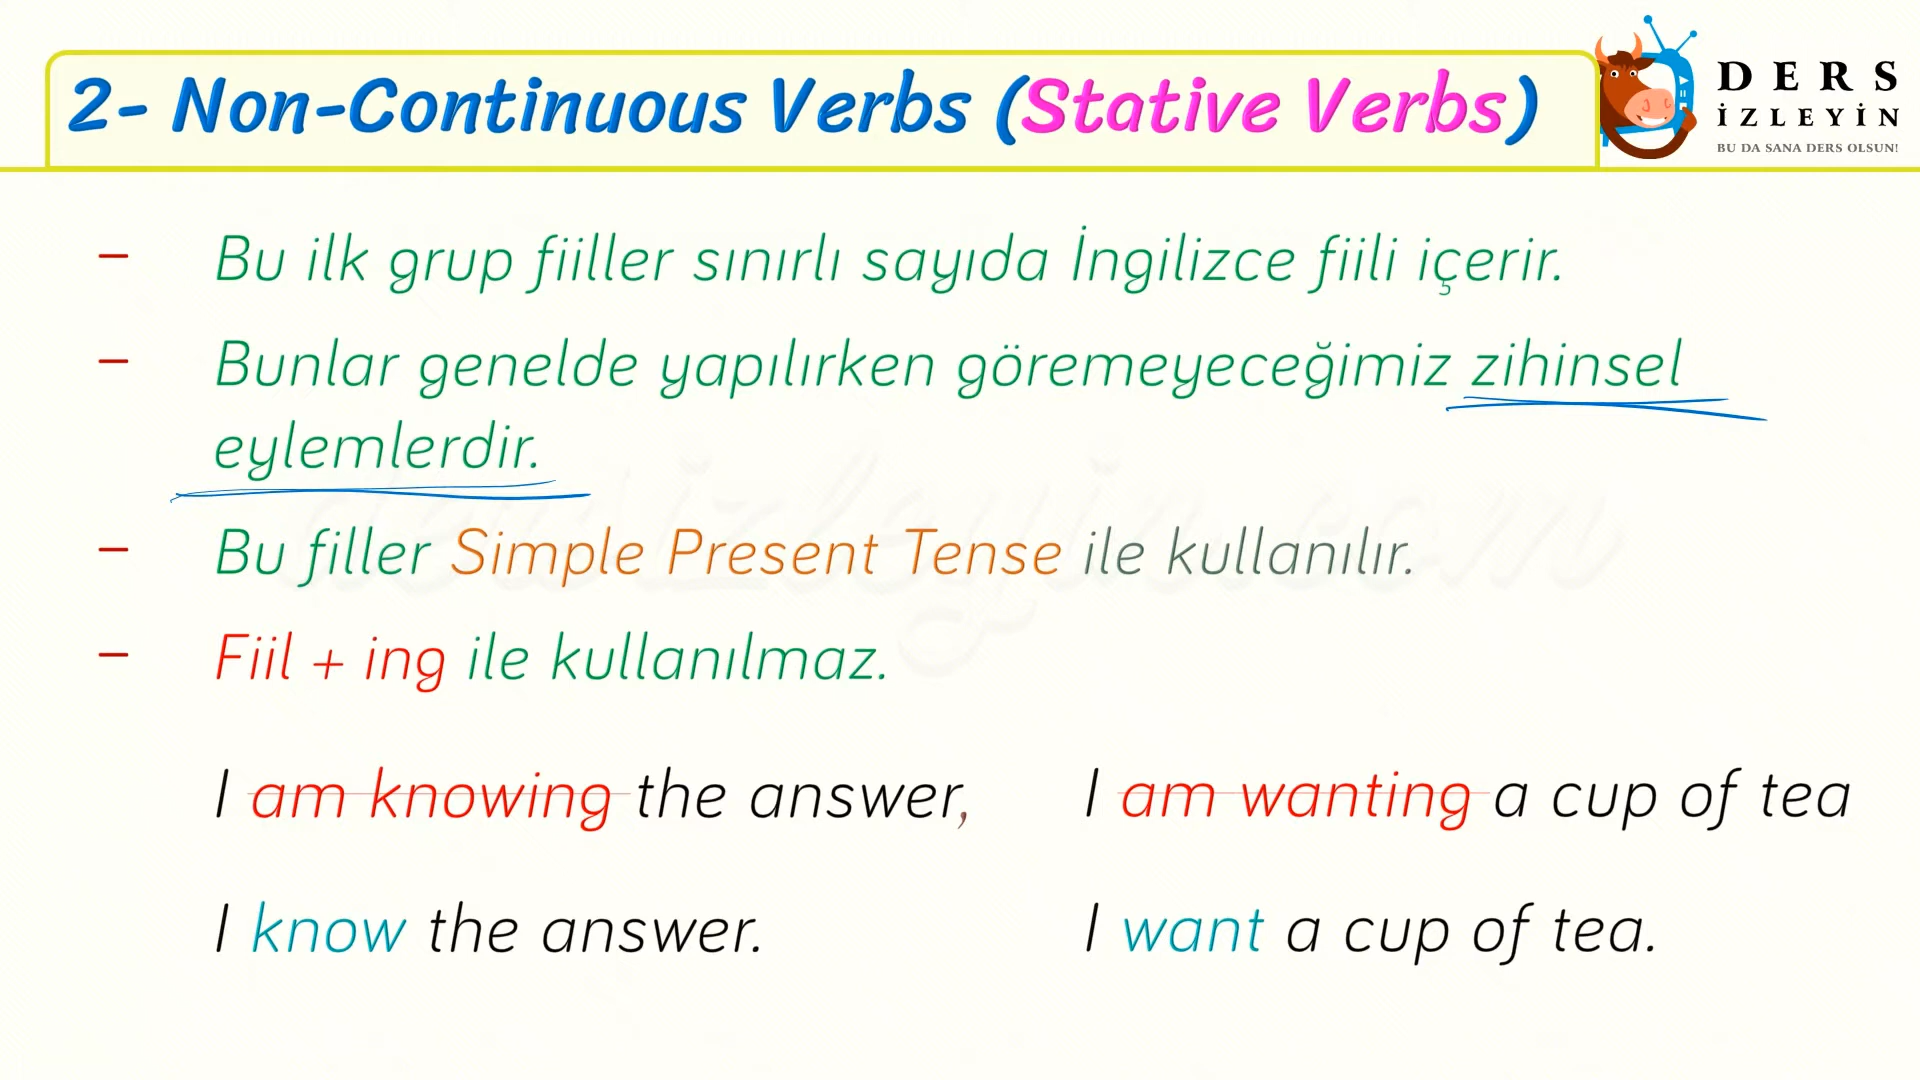 2- Non-Continuous Verbs (Stative Verbs)
DERS
İZLEYİN
BU DA SANA DERS OLSUN!
– Bu ilk grup fiiller sınırlı sayıda İngilizce fiili içerir.
– Bunlar genelde yapılırken göremeyeceğimiz zihinsel
eylemlerdir.
– Bu filler Simple Present Tense ile kullanılır.
– Fiil + ing ile kullanılmaz.
I am knowing the answer, I am wanting a cup of tea
I know the answer. I want a cup of tea.
dersizleyin.com